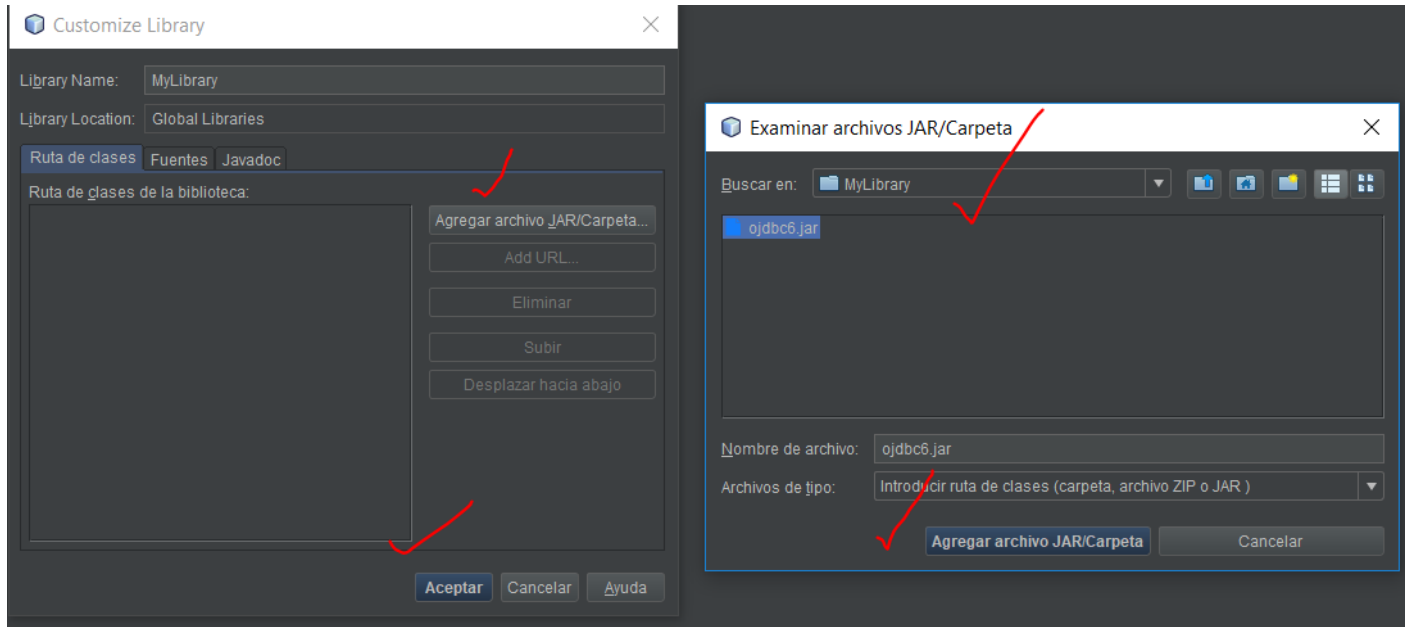 Customize Library
Library Name: MyLibrary
Library Location: Global Libraries
Ruta de clases Fuentes Javadoc
Ruta de clases de la biblioteca:
Agregar archivo JAR/Carpeta...
Add URL...
Eliminar
Subir
Desplazar hacia abajo
Aceptar Cancelar Ayuda
Examinar archivos JAR/Carpeta
Buscar en: MyLibrary
ojdbc6.jar
Nombre de archivo: ojdbc6.jar
Archivos de tipo: Introducir ruta de clases (carpeta, archivo ZIP o JAR )
Agregar archivo JAR/Carpeta Cancelar